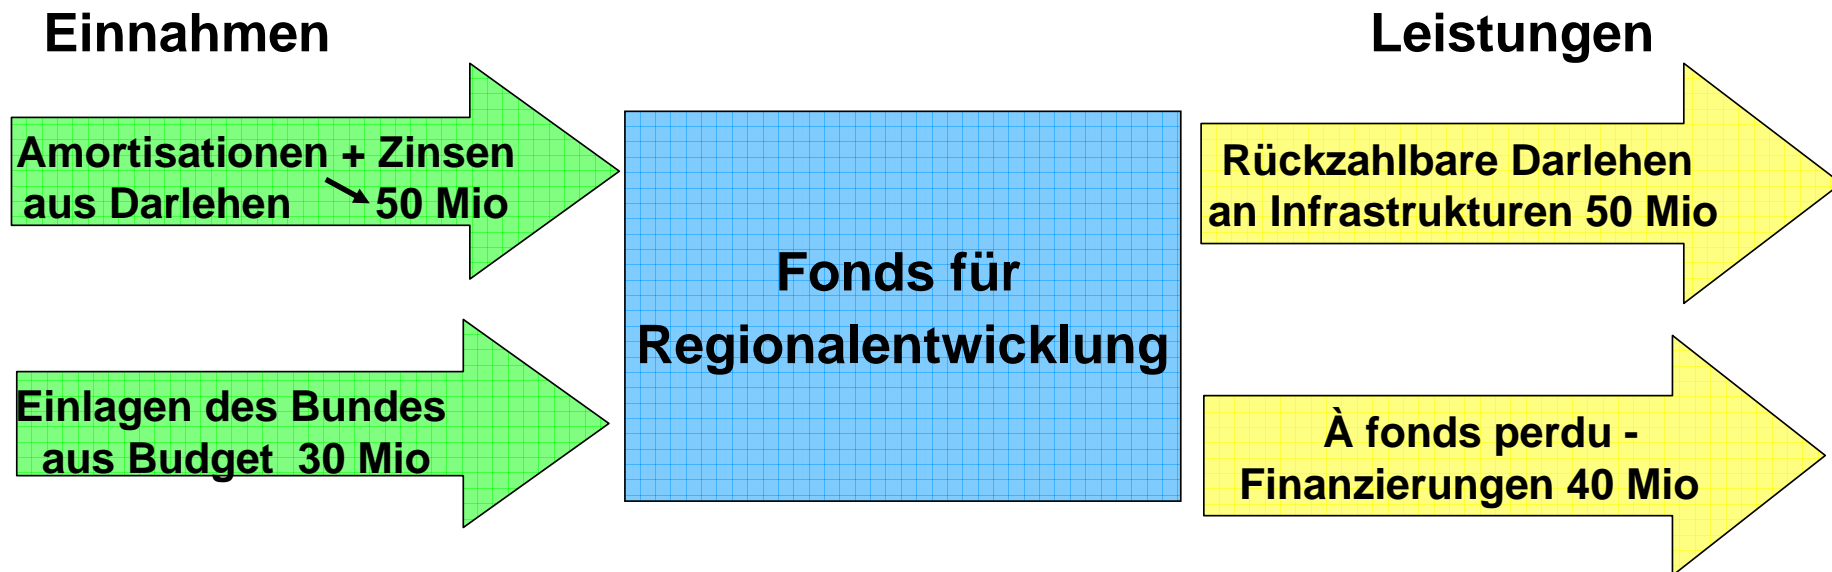 Einnahmen
Leistungen
Amortisationen + Zinsen
aus Darlehen 50 Mio
Einlagen des Bundes
aus Budget 30 Mio
Fonds für
Regionalentwicklung
Rückzahlbare Darlehen
an Infrastrukturen 50 Mio
À fonds perdu -
Finanzierungen 40 Mio